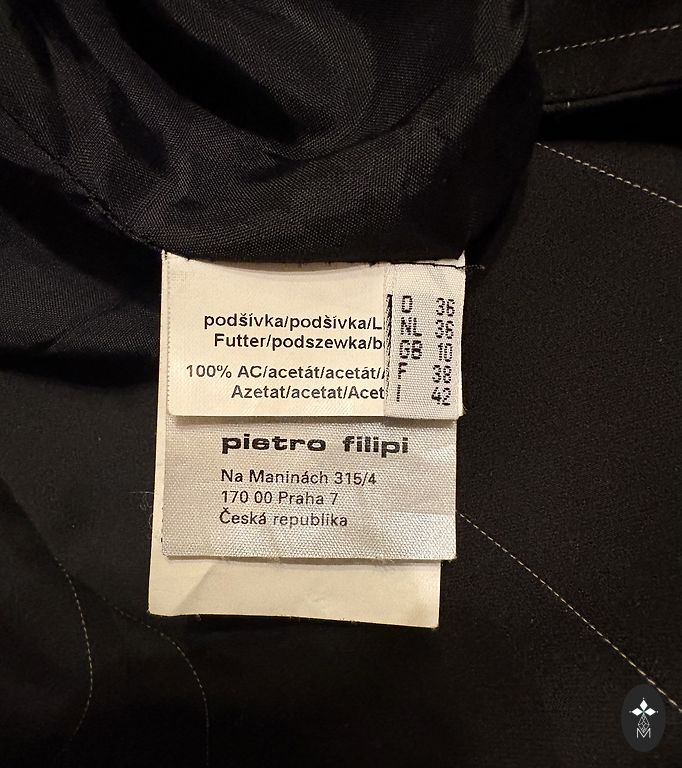 podšívka/podšívka/L
Futter/podszewka/b
100% AC/acetát/acetát/
Azetat/acetat/Acet
D 36
NL 36
GB 10
F 38
I 42
pietro filipi
Na Maninách 315/4
170 00 Praha 7
Česká republika
M